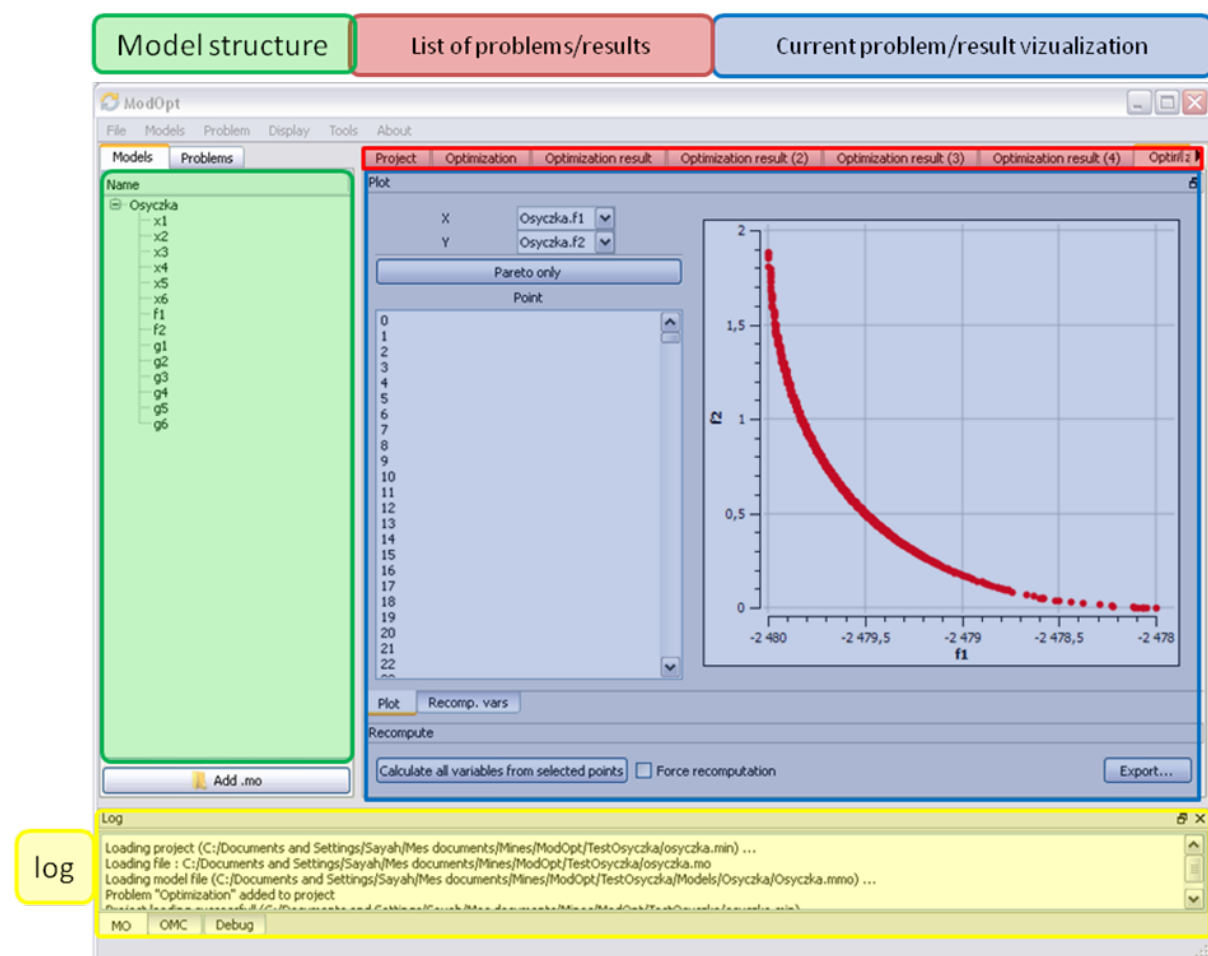 Model structure
List of problems/results
Current problem/result vizualization
ModOpt
File Models Problem Display Tools About
Models Problems
Project Optimization Optimization result Optimization result (2) Optimization result (3) Optimization result (4)
Name
Osyczka
x1
x2
x3
x4
x5
x6
f1
f2
g1
g2
g3
g4
g5
g6
Add .mo
Plot
X Osyczka.f1
Y Osyczka.f2
Pareto only
Point
0
1
2
3
4
5
6
7
8
9
10
11
12
13
14
15
16
17
18
19
20
21
22
2
1,5
1
0,5
0
f2
-2 480 -2 479,5 -2 479 -2 478,5 -2 478
f1
Plot Recomp. vars
Recompute
Calculate all variables from selected points Force recomputation Export...
log
Log
Loading project (C:/Documents and Settings/Sayah/Mes documents/Mines/ModOpt/TestOsyczka/osyczka.min) ...
Loading file : C:/Documents and Settings/Sayah/Mes documents/Mines/ModOpt/TestOsyczka/osyczka.mo
Loading model file (C:/Documents and Settings/Sayah/Mes documents/Mines/ModOpt/TestOsyczka/Models/Osyczka/Osyczka.mmo) ...
Problem "Optimization" added to project
MO OMC Debug